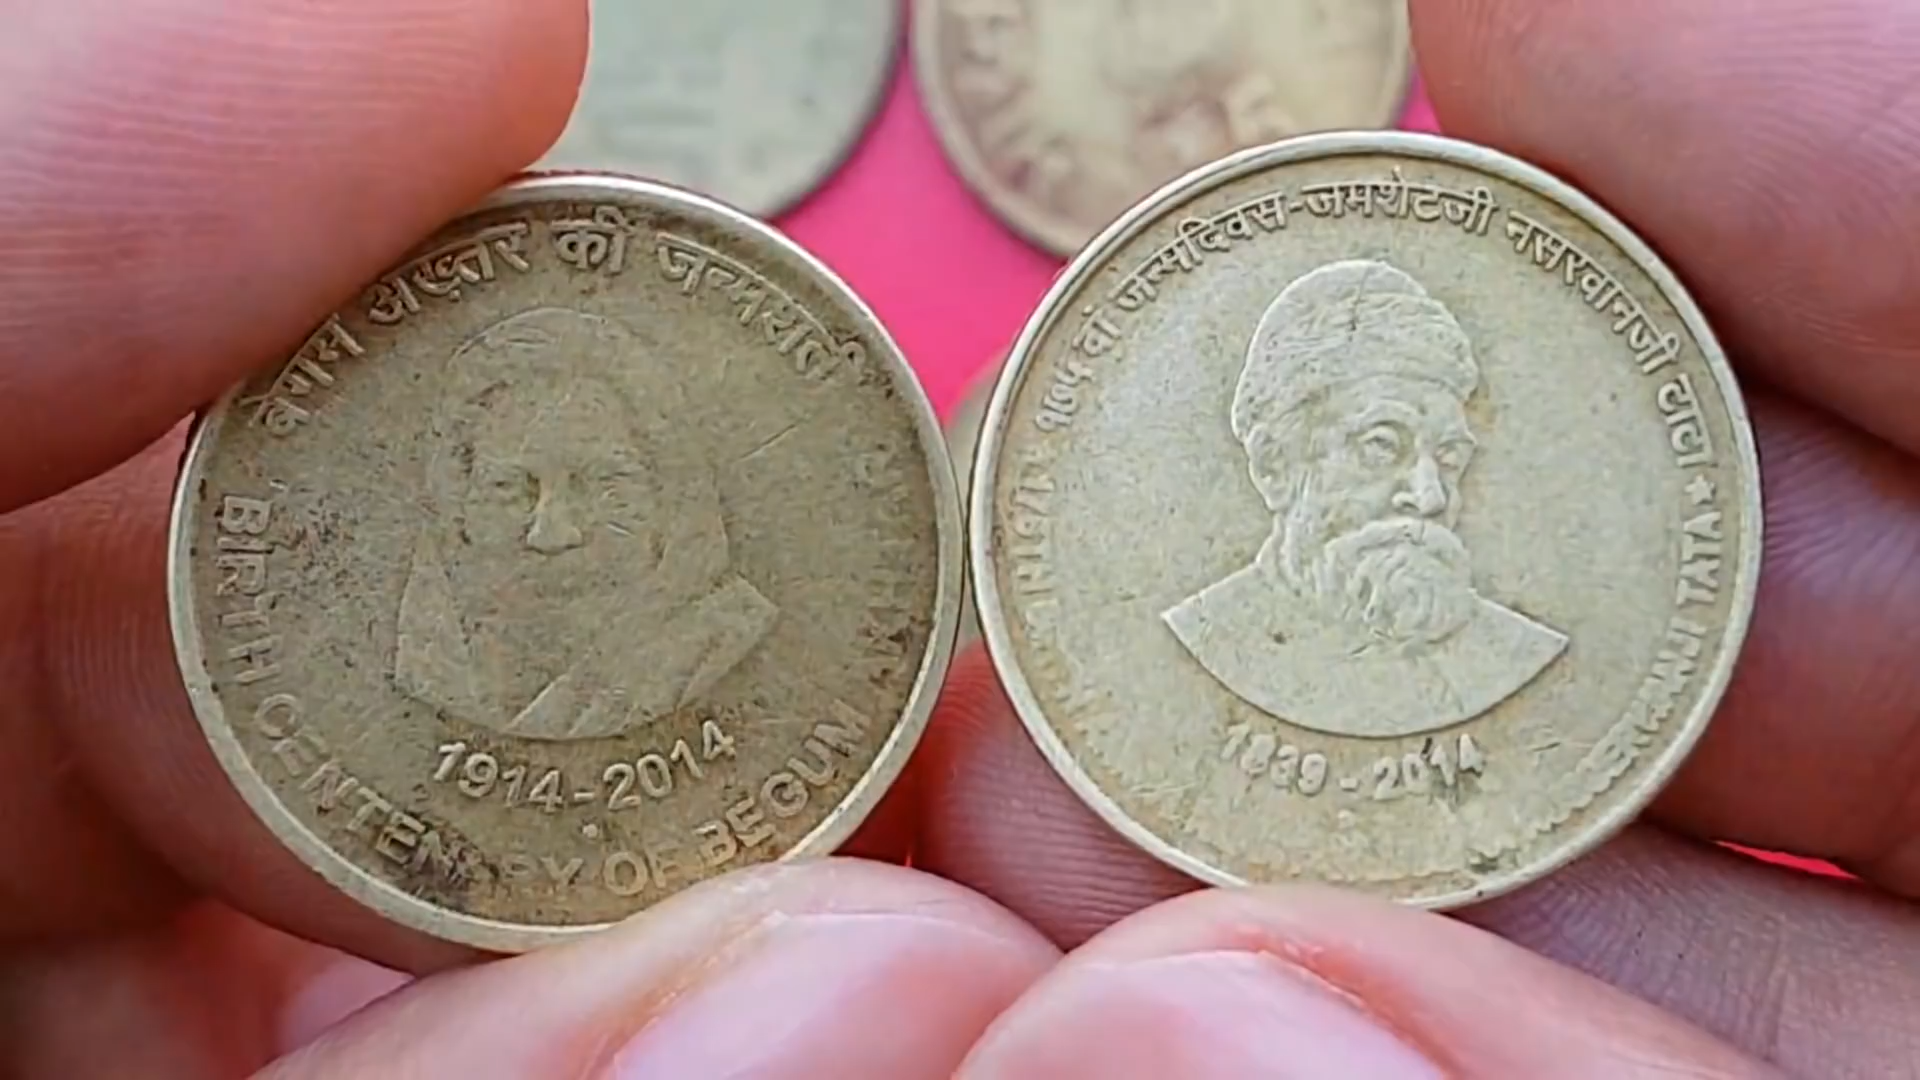 बेगम अख़्तर की जन्मशती
BIRTH CENTENARY OF BEGUM
1914-2014
१७५ वां जन्मदिवस-जमशेटजी नसरवानजी टाटा
TATA
1839-2014